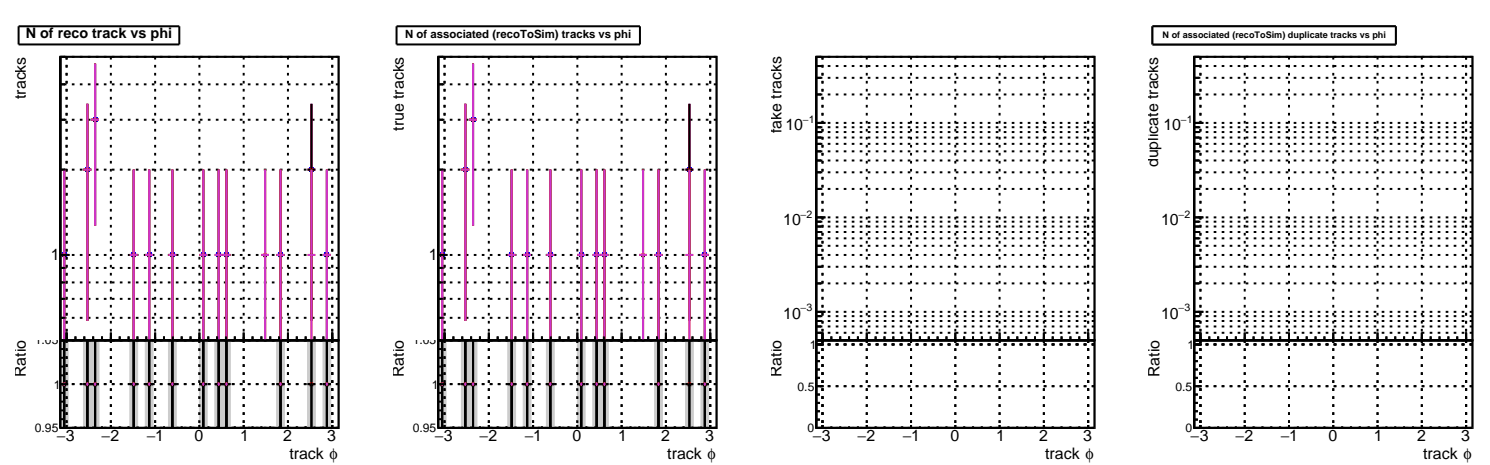 N of reco track vs phi
tracks
1
Ratio
1.05
1
0.95
−3 −2 −1 0 1 2 3
track ϕ
N of associated (recoToSim) tracks vs phi
true tracks
1
Ratio
1.05
1
0.95
−3 −2 −1 0 1 2 3
track ϕ
fake tracks
10−1
10−2
10−3
Ratio
1
0.5
0
−3 −2 −1 0 1 2 3
track ϕ
N of associated (recoToSim) duplicate tracks vs phi
duplicate tracks
10−1
10−2
10−3
Ratio
1
0.5
0
−3 −2 −1 0 1 2 3
track ϕ